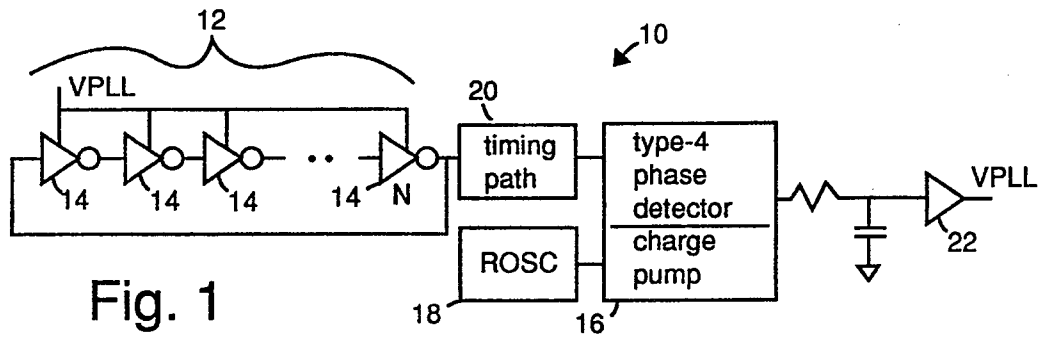 12
10
VPLL
20
timing
path
type-4
phase
detector
charge
pump
VPLL
14
14
14
14
N
22
ROSC
18
16
Fig. 1